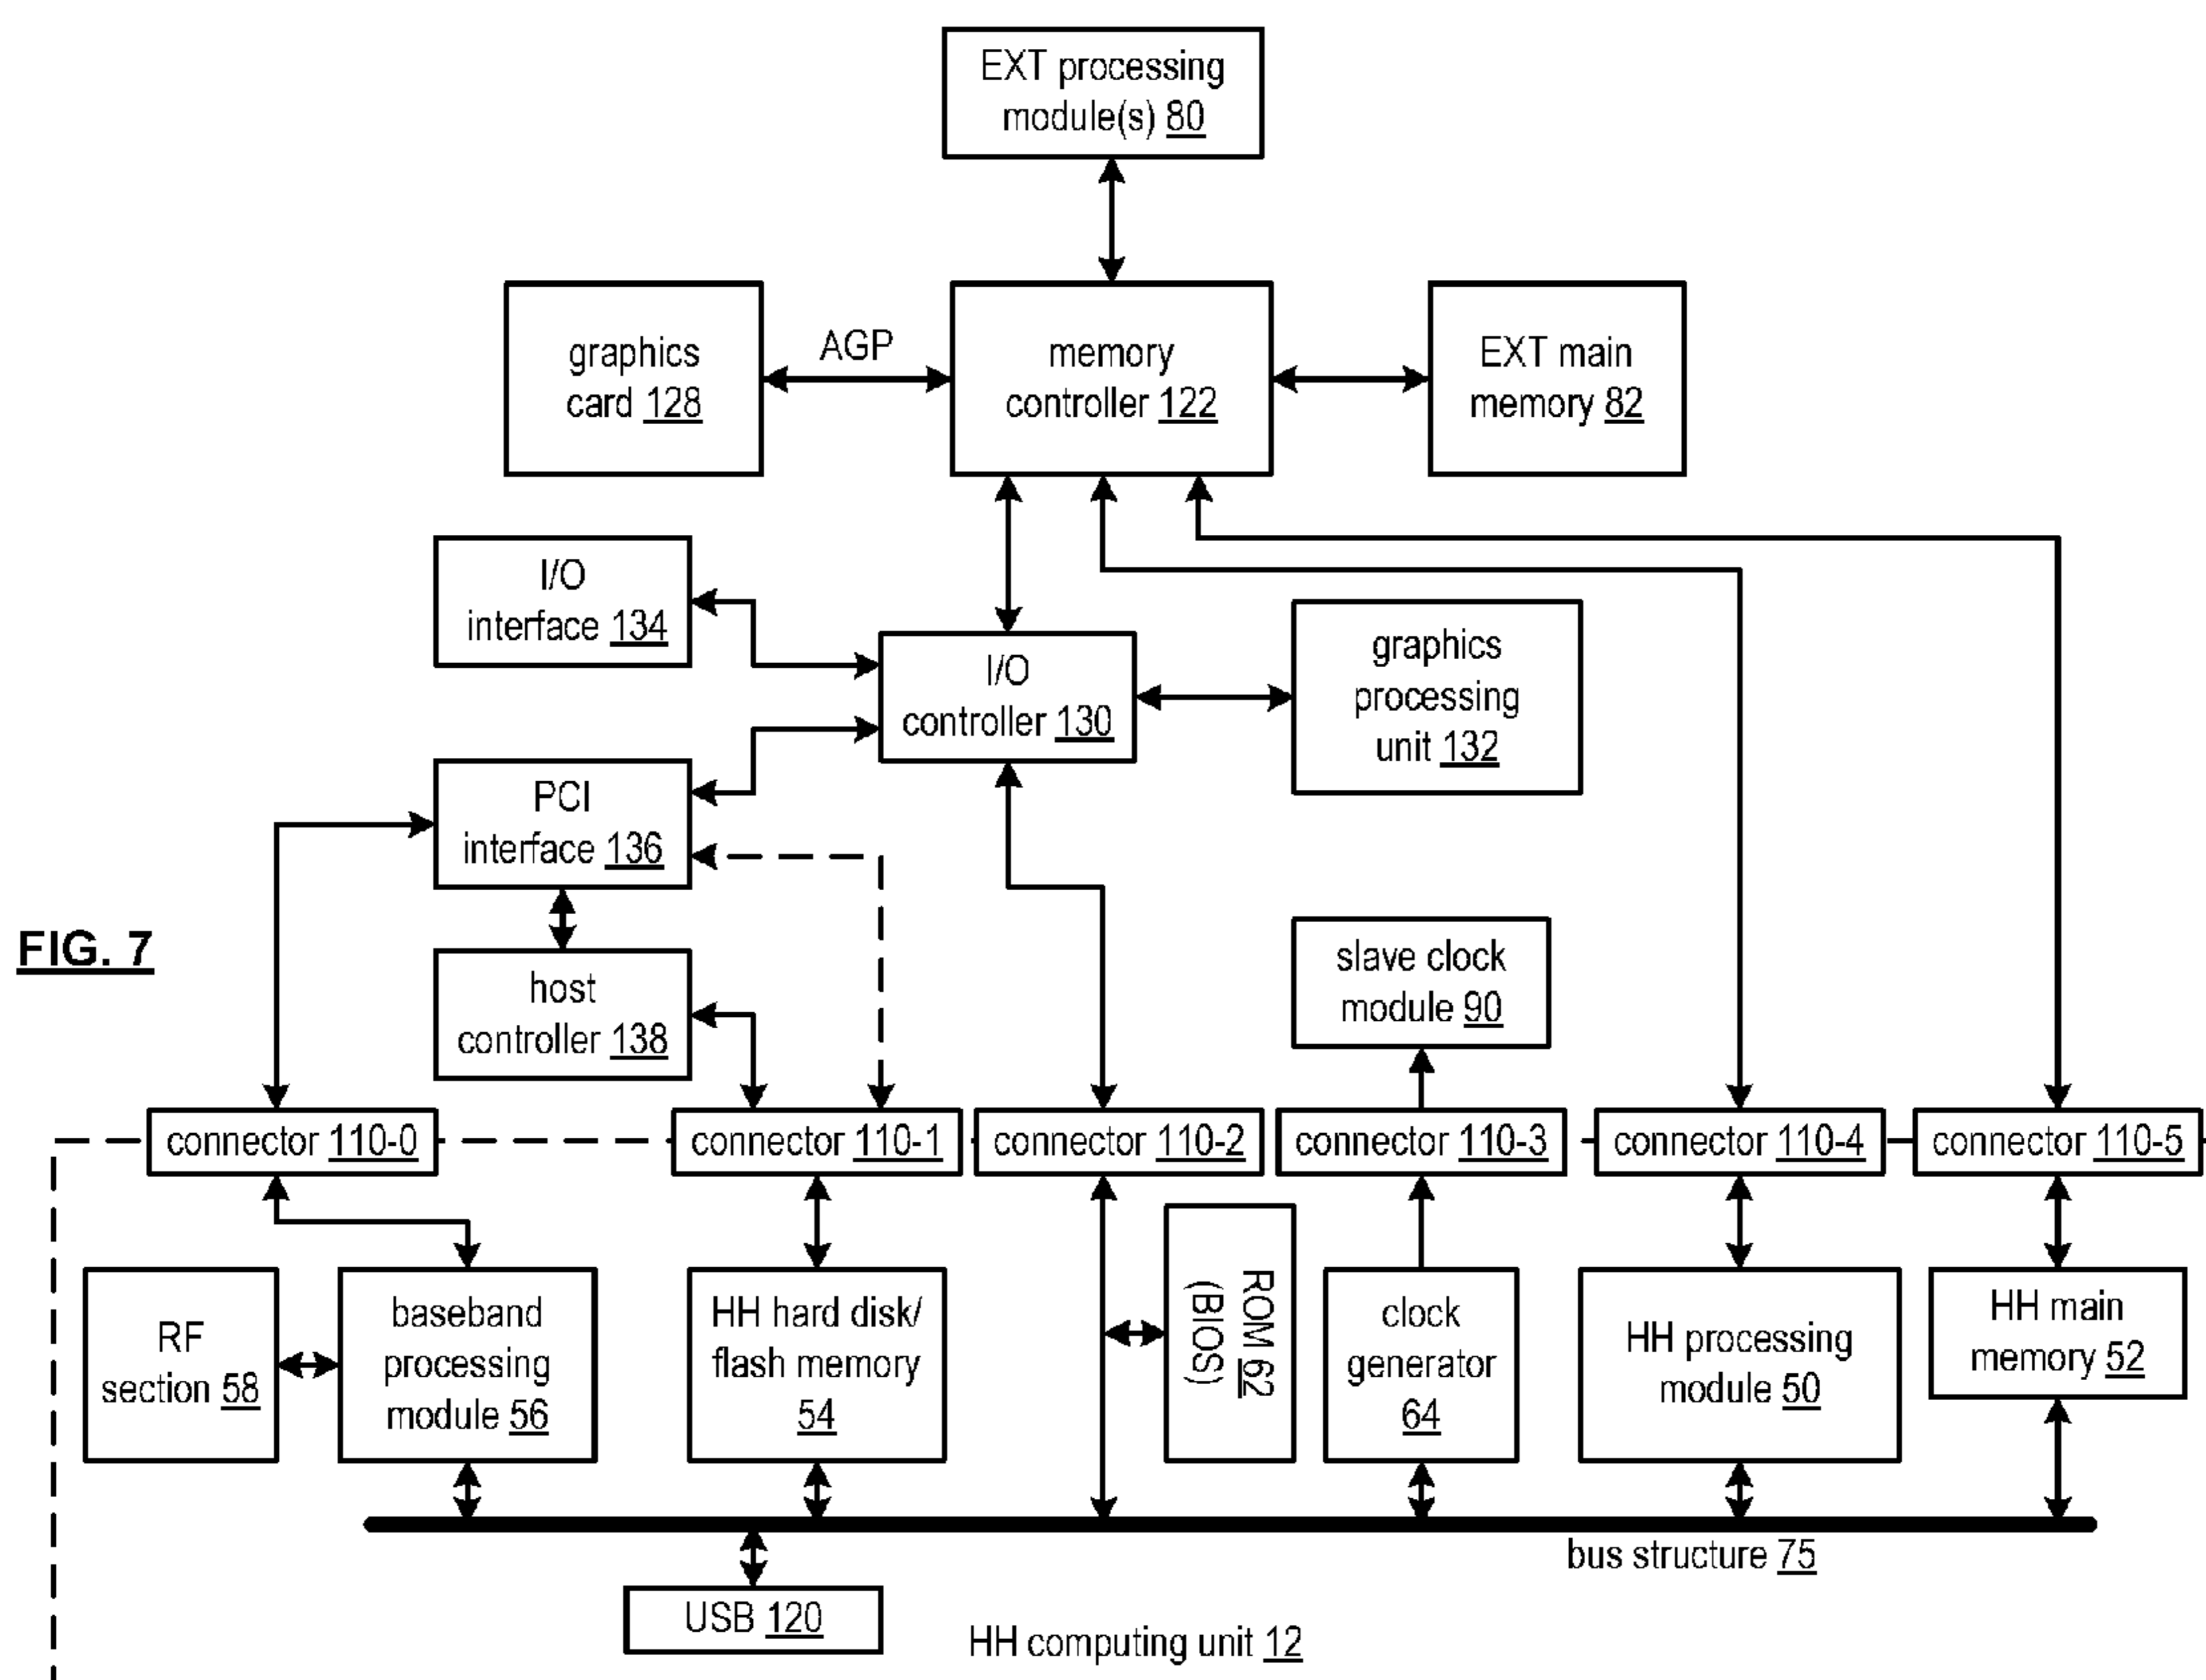 EXT processing
module(s) 80
graphics
card 128
AGP
memory
controller 122
EXT main
memory 82
I/O
interface 134
I/O
controller 130
graphics
processing
unit 132
PCI
interface 136
FIG. 7
host
controller 138
slave clock
module 90
connector 110-0
connector 110-1
connector 110-2
connector 110-3
connector 110-4
connector 110-5
RF
section 58
baseband
processing
module 56
HH hard disk/
flash memory
54
ROM 62
(BIOS)
clock
generator
64
HH processing
module 50
HH main
memory 52
bus structure 75
USB 120
HH computing unit 12